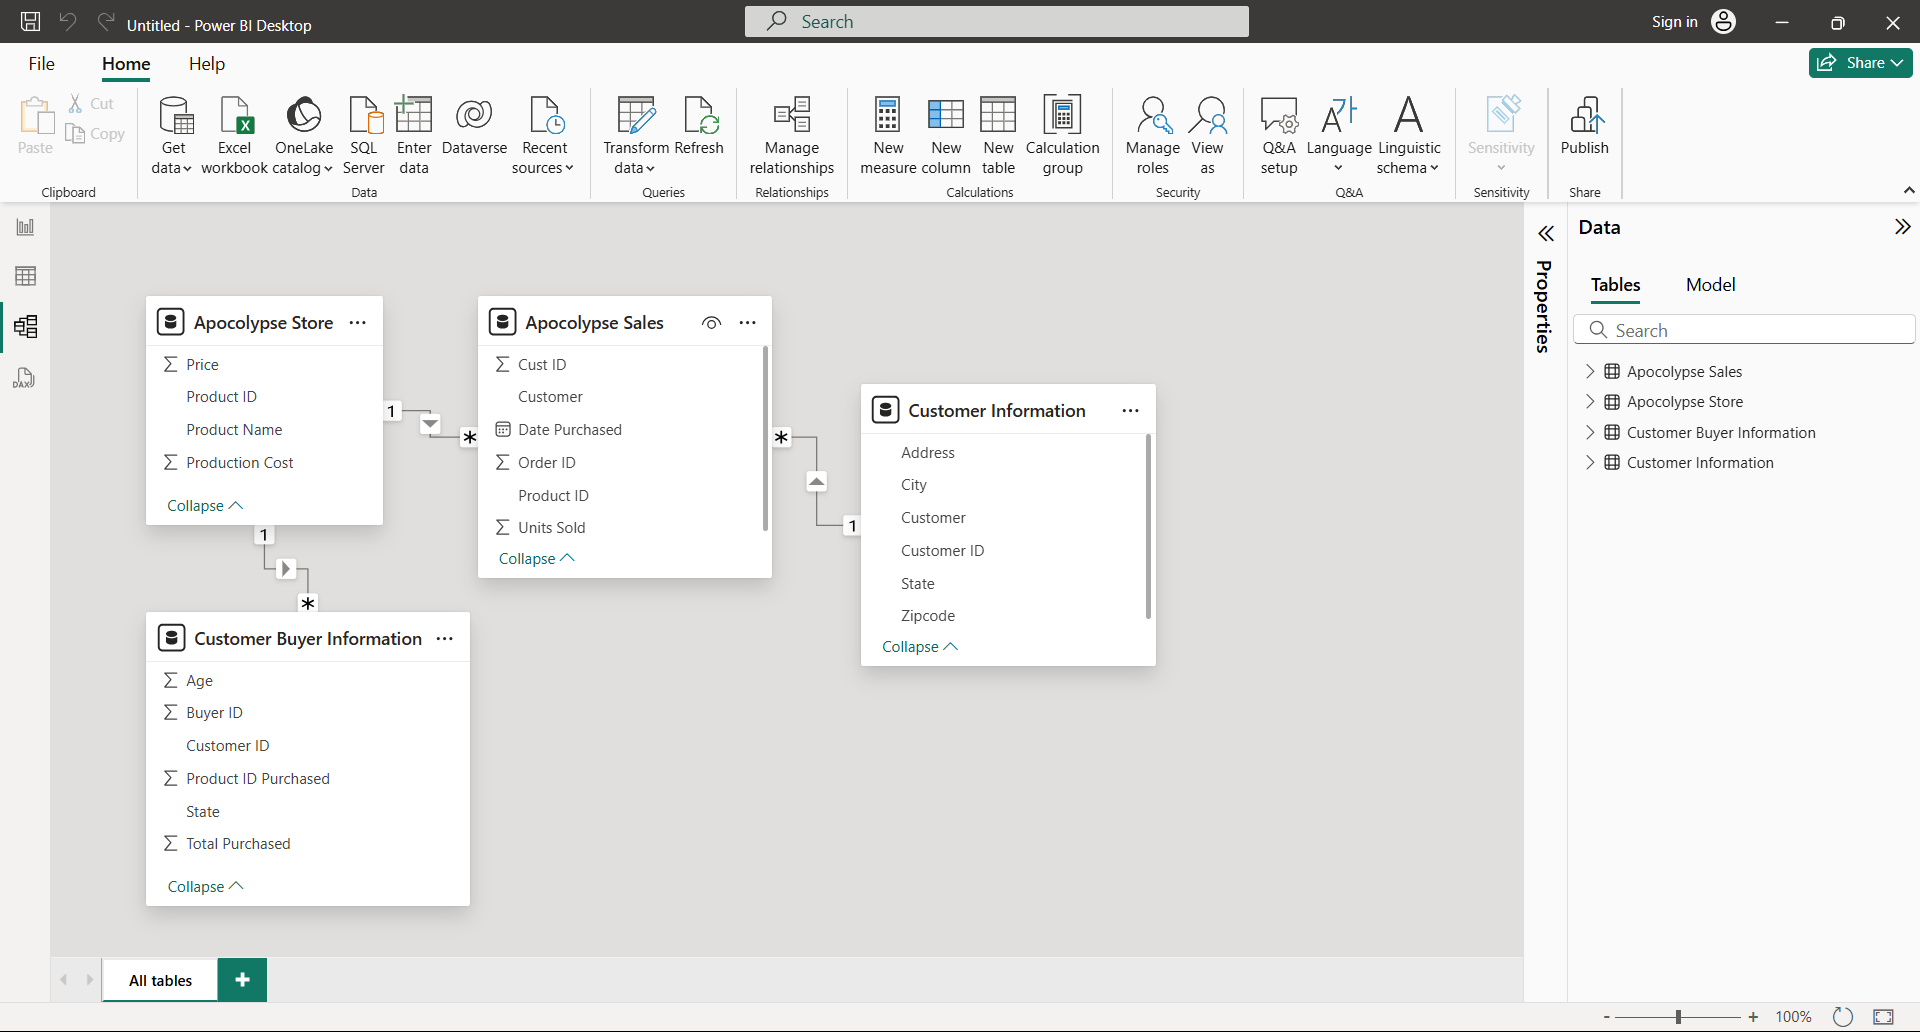 Untitled - Power BI Desktop
Search
Sign in
File
Home
Help
Share
Paste
Cut
Copy
Clipboard
Get data
Excel workbook
OneLake catalog
SQL Server
Enter data
Dataverse
Recent sources
Data
Transform data
Refresh
Queries
Manage relationships
Relationships
New measure
New column
New table
Calculation group
Calculations
Manage roles
View as
Security
Q&A setup
Language
Linguistic schema
Q&A
Sensitivity
Sensitivity
Publish
Share
DAX
Apocolypse Store
Price
Product ID
Product Name
Production Cost
Collapse
1
*
Apocolypse Sales
Cust ID
Customer
Date Purchased
Order ID
Product ID
Units Sold
Collapse
*
1
Customer Information
Address
City
Customer
Customer ID
State
Zipcode
Collapse
1
*
Customer Buyer Information
Age
Buyer ID
Customer ID
Product ID Purchased
State
Total Purchased
Collapse
Properties
Data
Tables
Model
Search
Apocolypse Sales
Apocolypse Store
Customer Buyer Information
Customer Information
All tables
+
-
+
100%